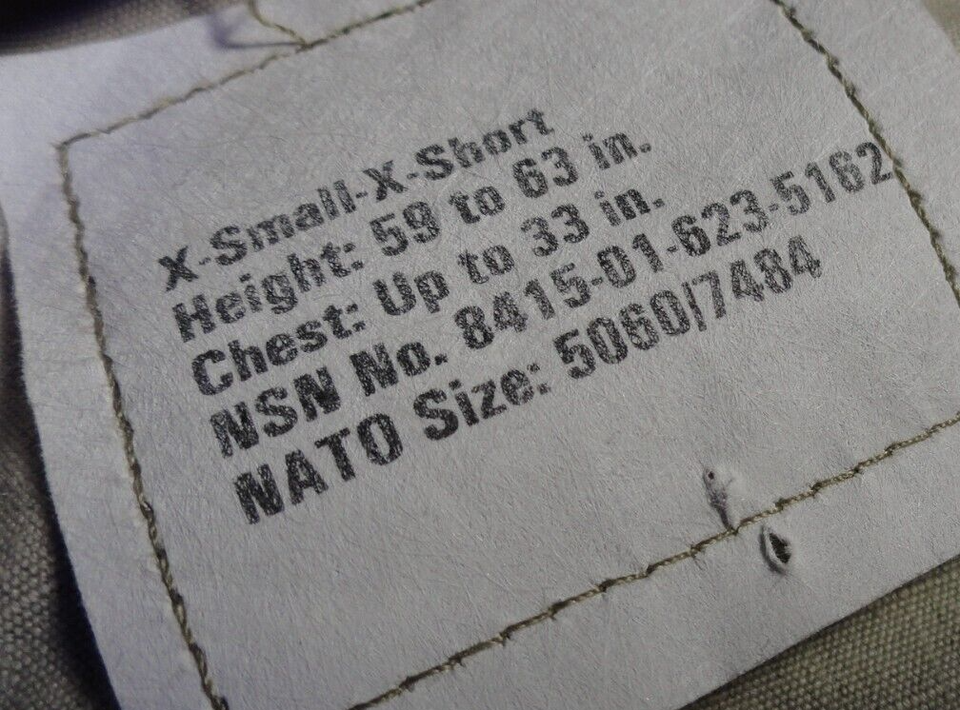 X-Small-X-Short
Height: 59 to 63 in.
Chest: Up to 33 in.
NSN No. 8415-01-623-5162
NATO Size: 5060/7484